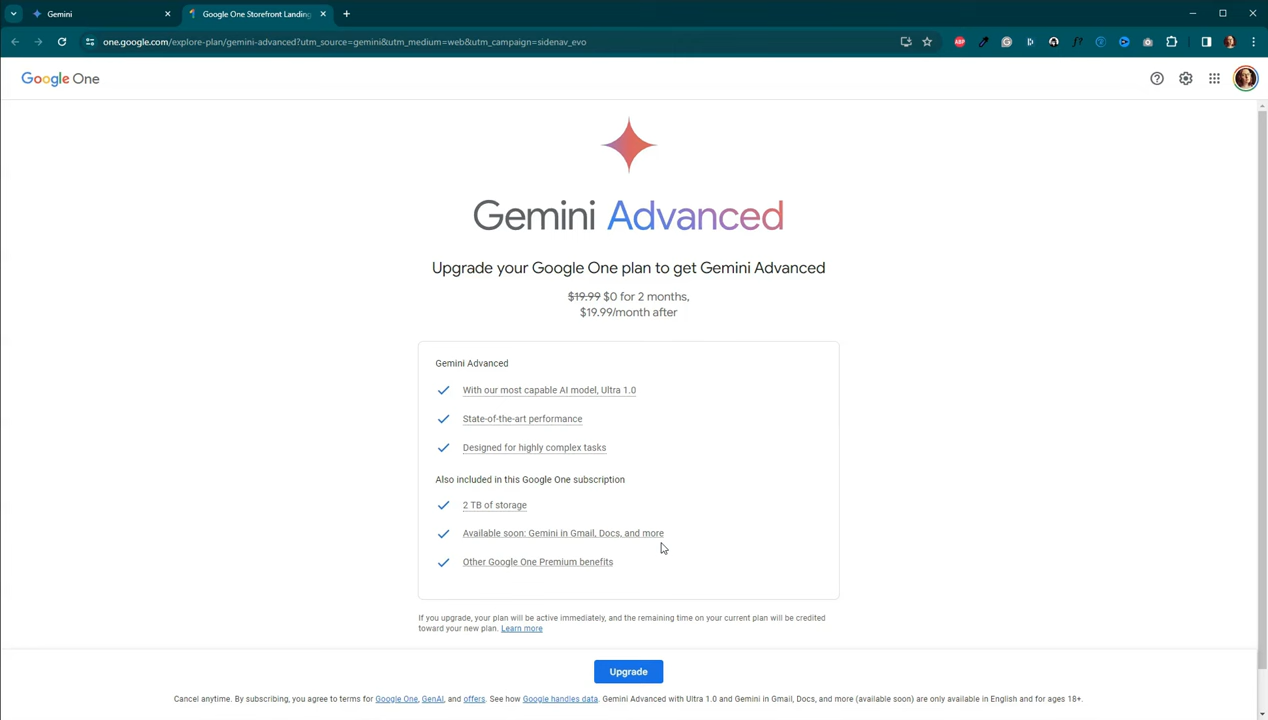 Gemini
Google One Storefront Landing
one.google.com/explore-plan/gemini-advanced?utm_source=gemini&utm_medium=web&utm_campaign=sidenav_evo
ABP
Google One
Gemini Advanced
Upgrade your Google One plan to get Gemini Advanced
$19.99 $0 for 2 months,
$19.99/month after
Gemini Advanced
With our most capable AI model, Ultra 1.0
State-of-the-art performance
Designed for highly complex tasks
Also included in this Google One subscription
2 TB of storage
Available soon: Gemini in Gmail, Docs, and more
Other Google One Premium benefits
If you upgrade, your plan will be active immediately, and the remaining time on your current plan will be credited
toward your new plan. Learn more
Upgrade
Cancel anytime. By subscribing, you agree to terms for Google One, GenAI, and offers. See how Google handles data. Gemini Advanced with Ultra 1.0 and Gemini in Gmail, Docs, and more (available soon) are only available in English and for ages 18+.